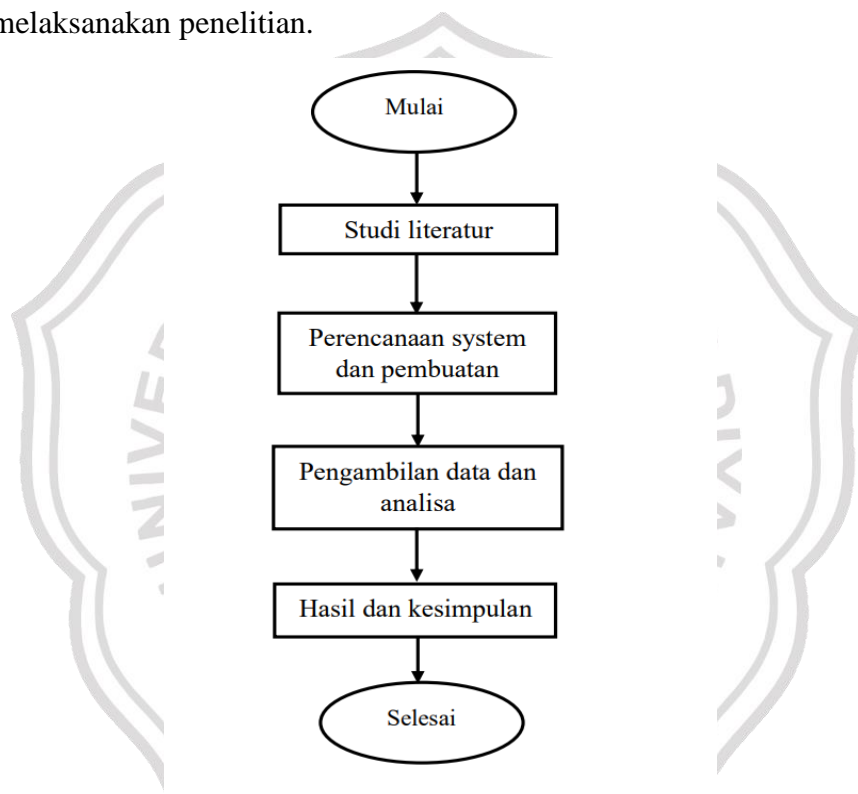 melaksanakan penelitian.
Mulai
Studi literatur
Perencanaan system
dan pembuatan
Pengambilan data dan
analisa
Hasil dan kesimpulan
Selesai